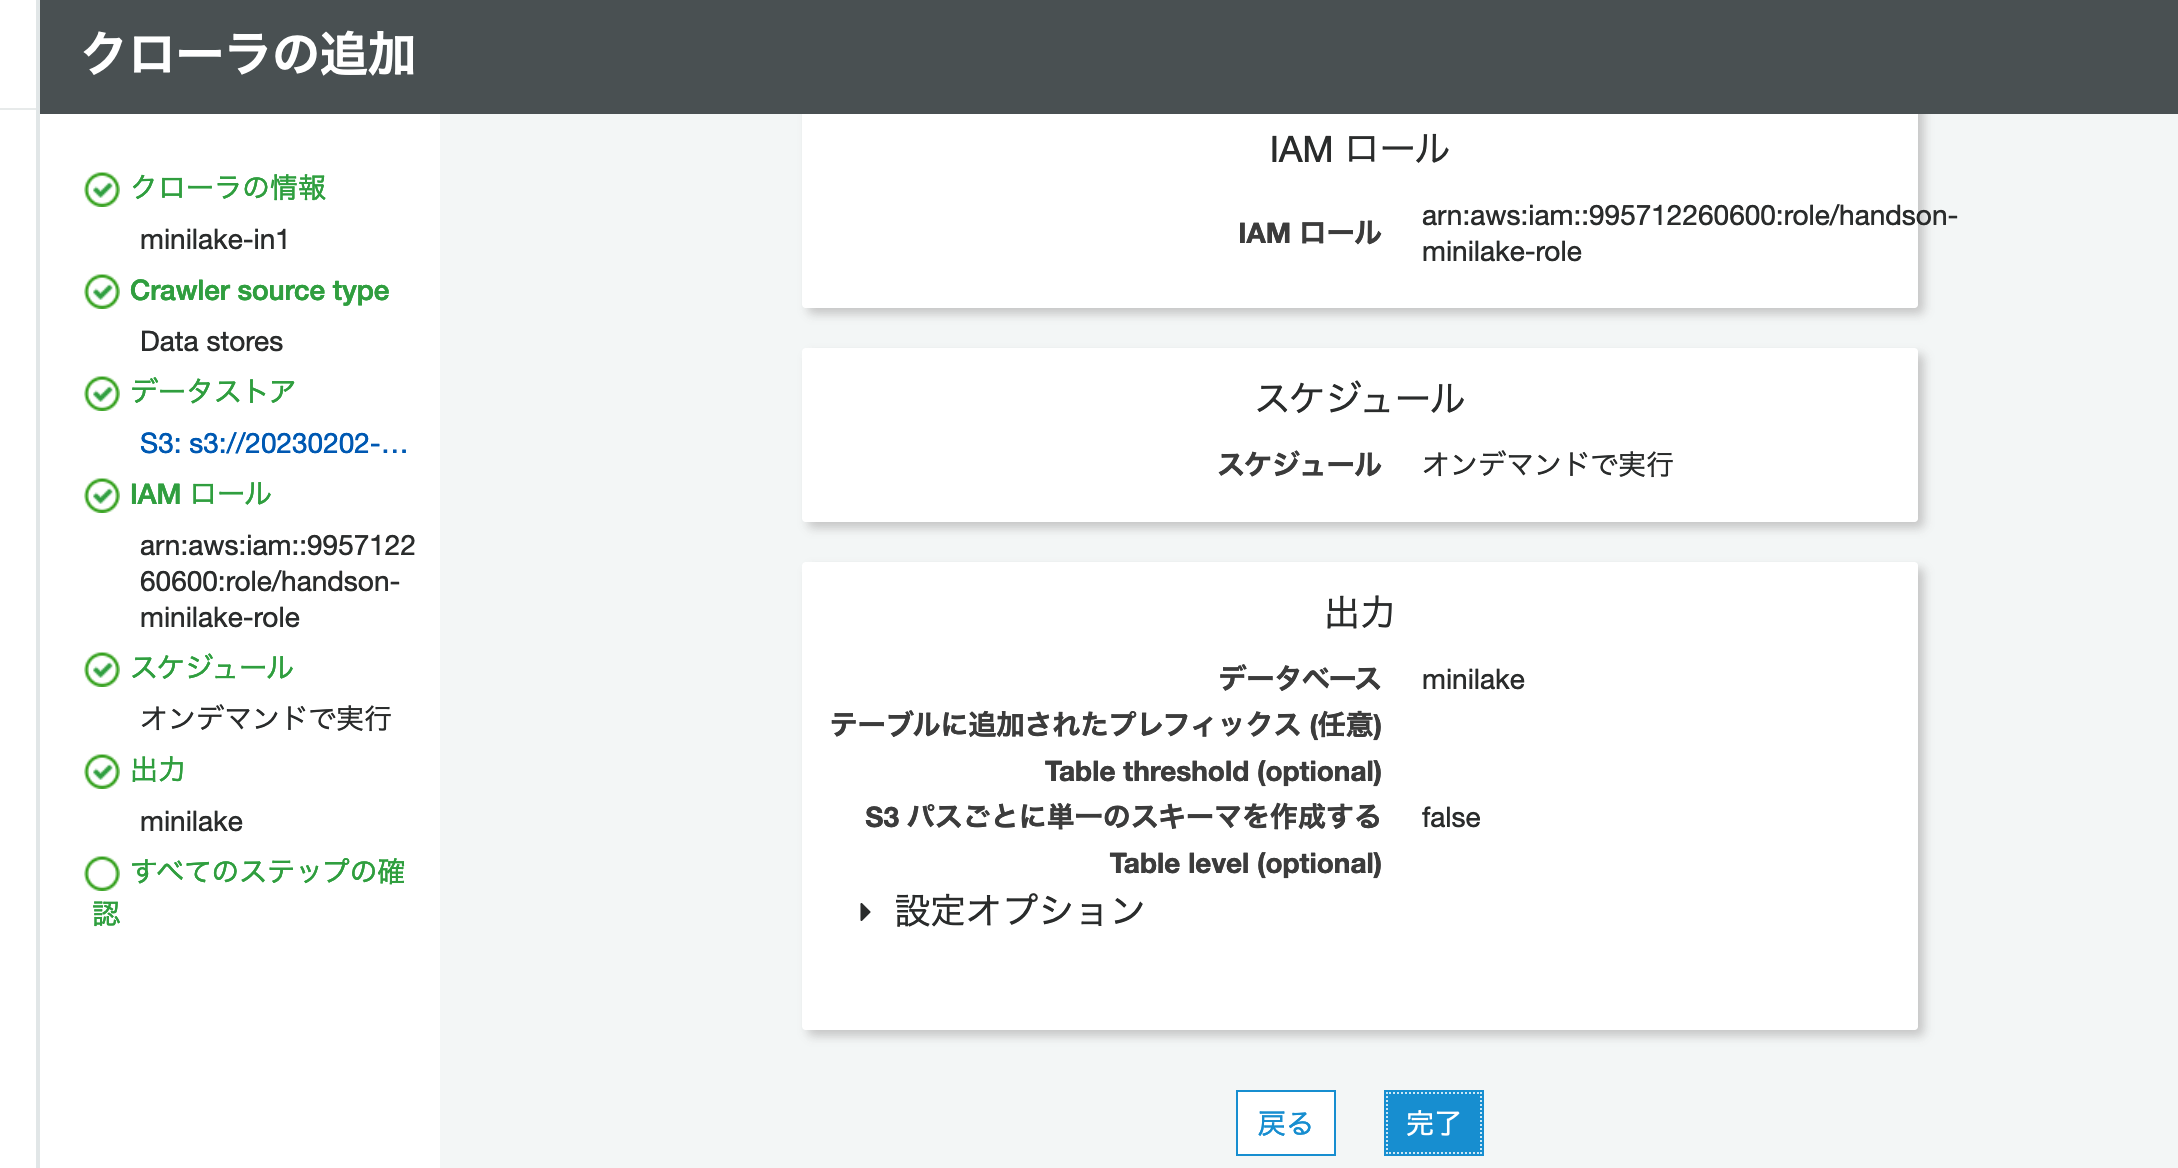 クローラの追加
クローラの情報
minilake-in1
Crawler source type
Data stores
データストア
S3: s3://20230202-...
IAM ロール
arn:aws:iam::9957122
60600:role/handson-
minilake-role
スケジュール
オンデマンドで実行
出力
minilake
すべてのステップの確
認
IAM ロール
IAM ロール arn:aws:iam::995712260600:role/handson-
minilake-role
スケジュール
スケジュール オンデマンドで実行
出力
データベース minilake
テーブルに追加されたプレフィックス (任意)
Table threshold (optional)
S3 パスごとに単一のスキーマを作成する false
Table level (optional)
設定オプション
戻る 完了